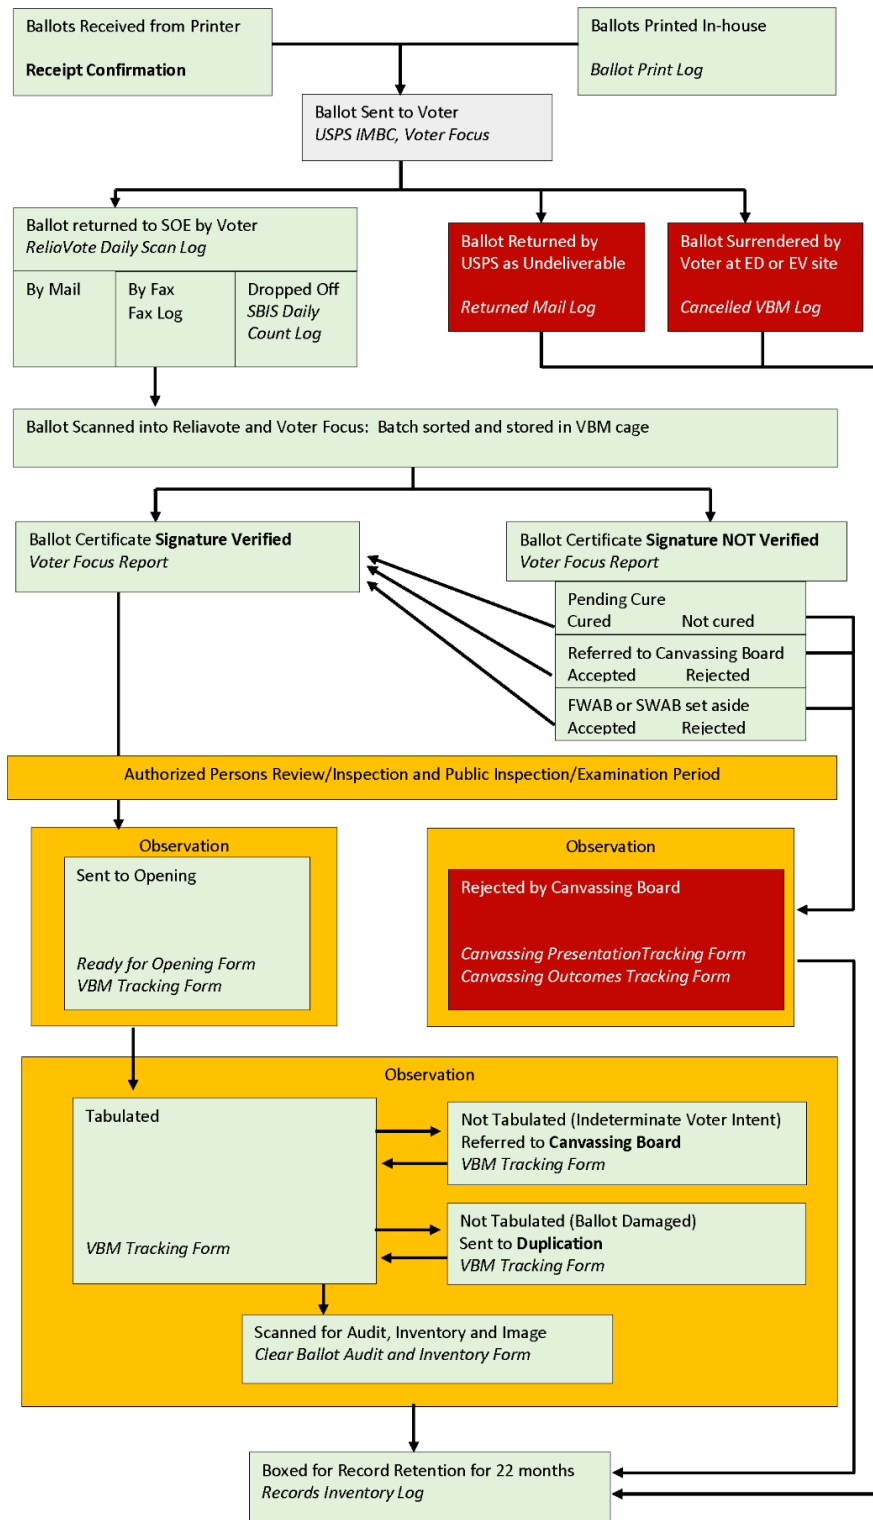 Ballots Received from Printer
Receipt Confirmation
Ballots Printed In-house
Ballot Print Log
Ballot Sent to Voter
USPS IMBC, Voter Focus
Ballot returned to SOE by Voter
ReliaVote Daily Scan Log
By Mail
By Fax
Fax Log
Dropped Off
SBIS Daily
Count Log
Ballot Returned by
USPS as Undeliverable
Returned Mail Log
Ballot Surrendered by
Voter at ED or EV site
Cancelled VBM Log
Ballot Scanned into Reliavote and Voter Focus: Batch sorted and stored in VBM cage
Ballot Certificate Signature Verified
Voter Focus Report
Ballot Certificate Signature NOT Verified
Voter Focus Report
Pending Cure
Cured Not cured
Referred to Canvassing Board
Accepted Rejected
FWAB or SWAB set aside
Accepted Rejected
Authorized Persons Review/Inspection and Public Inspection/Examination Period
Observation
Sent to Opening
Ready for Opening Form
VBM Tracking Form
Observation
Rejected by Canvassing Board
Canvassing PresentationTracking Form
Canvassing Outcomes Tracking Form
Observation
Tabulated
VBM Tracking Form
Not Tabulated (Indeterminate Voter Intent)
Referred to Canvassing Board
VBM Tracking Form
Not Tabulated (Ballot Damaged)
Sent to Duplication
VBM Tracking Form
Scanned for Audit, Inventory and Image
Clear Ballot Audit and Inventory Form
Boxed for Record Retention for 22 months
Records Inventory Log